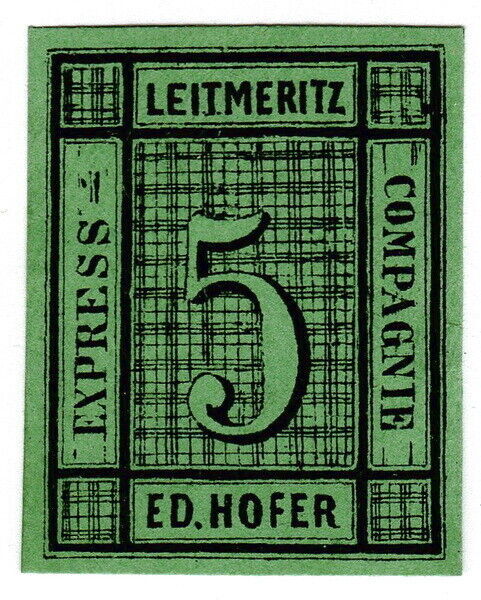 LEITMERITZ
EXPRESS =
COMPAGNIE
5
ED. HOFER